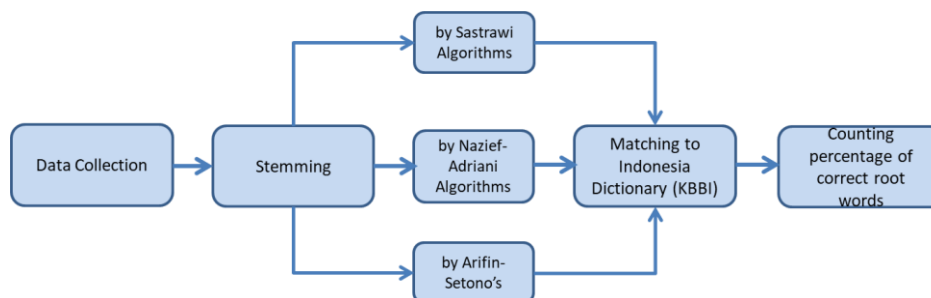 Data Collection
Stemming
by Sastrawi
Algorithms
by Nazief-
Adriani
Algorithms
by Arifin-
Setono's
Matching to
Indonesia
Dictionary (KBBI)
Counting
percentage of
correct root
words